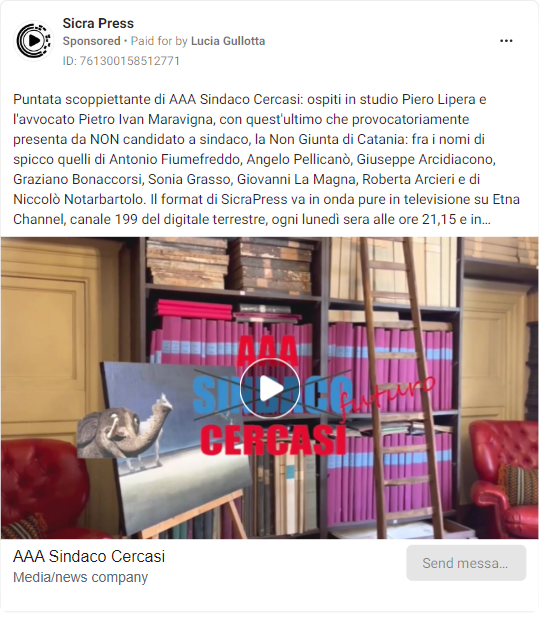 Sicra Press
Sponsored • Paid for by Lucia Gullotta
ID: 761300158512771
Puntata scoppiettante di AAA Sindaco Cercasi: ospiti in studio Piero Lipera e
l'avvocato Pietro Ivan Maravigna, con quest'ultimo che provocatoriamente
presenta da NON candidato a sindaco, la Non Giunta di Catania: fra i nomi di
spicco quelli di Antonio Fiumefreddo, Angelo Pellicanò, Giuseppe Arcidiacono,
Graziano Bonaccorsi, Sonia Grasso, Giovanni La Magna, Roberta Arcieri e di
Niccolò Notarbartolo. Il format di SicraPress va in onda pure in televisione su Etna
Channel, canale 199 del digitale terrestre, ogni lunedì sera alle ore 21,15 e in...
AAA
SINDACO
futuro
CERCASI
AAA Sindaco Cercasi
Media/news company
Send messa...